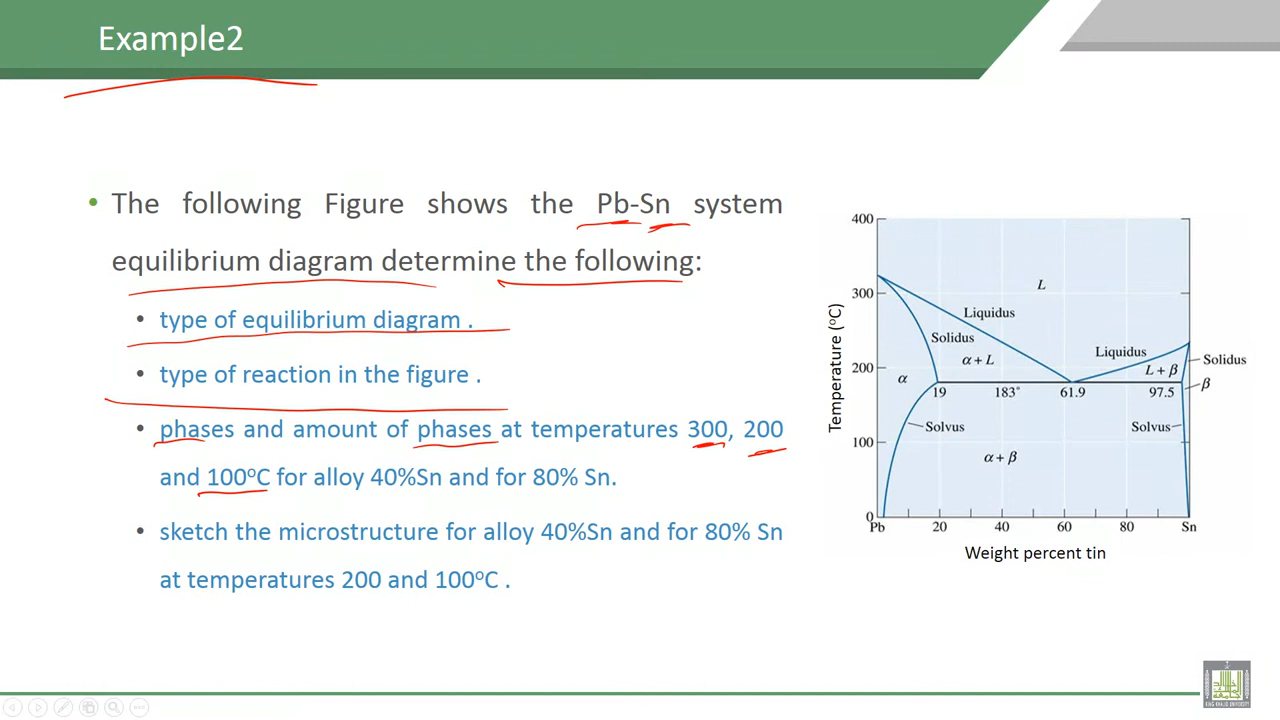 Example2
• The following Figure shows the Pb-Sn system
equilibrium diagram determine the following:
• type of equilibrium diagram .
• type of reaction in the figure .
• phases and amount of phases at temperatures 300, 200
and 100°C for alloy 40%Sn and for 80% Sn.
• sketch the microstructure for alloy 40%Sn and for 80% Sn
at temperatures 200 and 100°C .
Temperature (°C)
400
300
200
100
0
L
Liquidus
Solidus
α + L
Liquidus
L + β
Solidus
α
β
19
183°
61.9
97.5
Solvus
Solvus
α + β
Pb
20
40
60
80
Sn
Weight percent tin